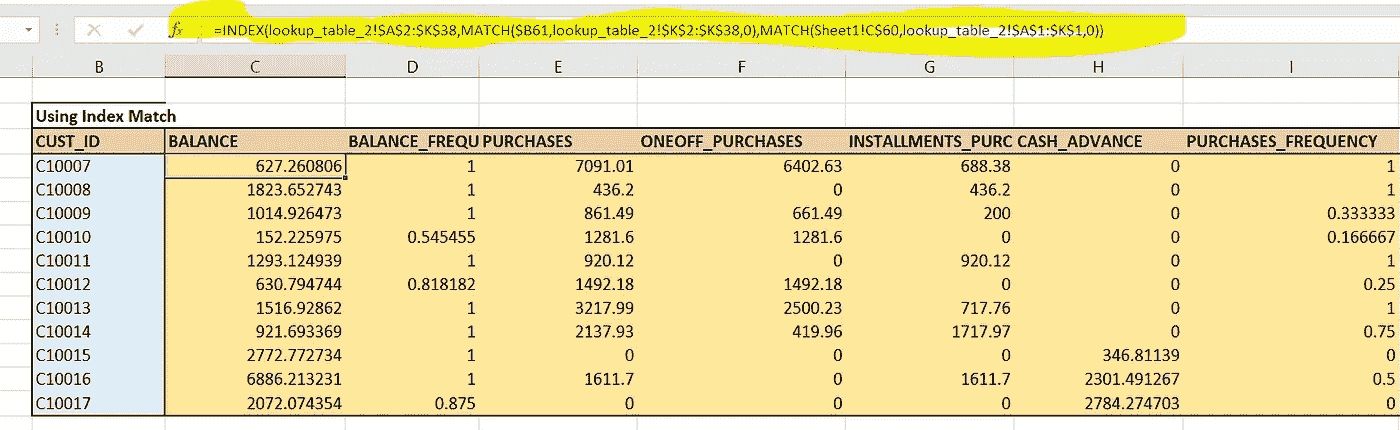 fx =INDEX(lookup_table_2!$A$2:$K$38,MATCH($B61,lookup_table_2!$K$2:$K$38,0),MATCH(Sheet1!C$60,lookup_table_2!$A$1:$K$1,0))
B C D E F G H I
Using Index Match
CUST_ID BALANCE BALANCE_FREQU PURCHASES ONEOFF_PURCHASES INSTALLMENTS_PURC CASH_ADVANCE PURCHASES_FREQUENCY
C10007 627.260806 1 7091.01 6402.63 688.38 0 1
C10008 1823.652743 1 436.2 0 436.2 0 1
C10009 1014.926473 1 861.49 661.49 200 0 0.333333
C10010 152.225975 0.545455 1281.6 1281.6 0 0 0.166667
C10011 1293.124939 1 920.12 0 920.12 0 1
C10012 630.794744 0.818182 1492.18 1492.18 0 0 0.25
C10013 1516.92862 1 3217.99 2500.23 717.76 0 1
C10014 921.693369 1 2137.93 419.96 1717.97 0 0.75
C10015 2772.772734 1 0 0 0 346.81139 0
C10016 6886.213231 1 1611.7 0 1611.7 2301.491267 0.5
C10017 2072.074354 0.875 0 0 0 2784.274703 0